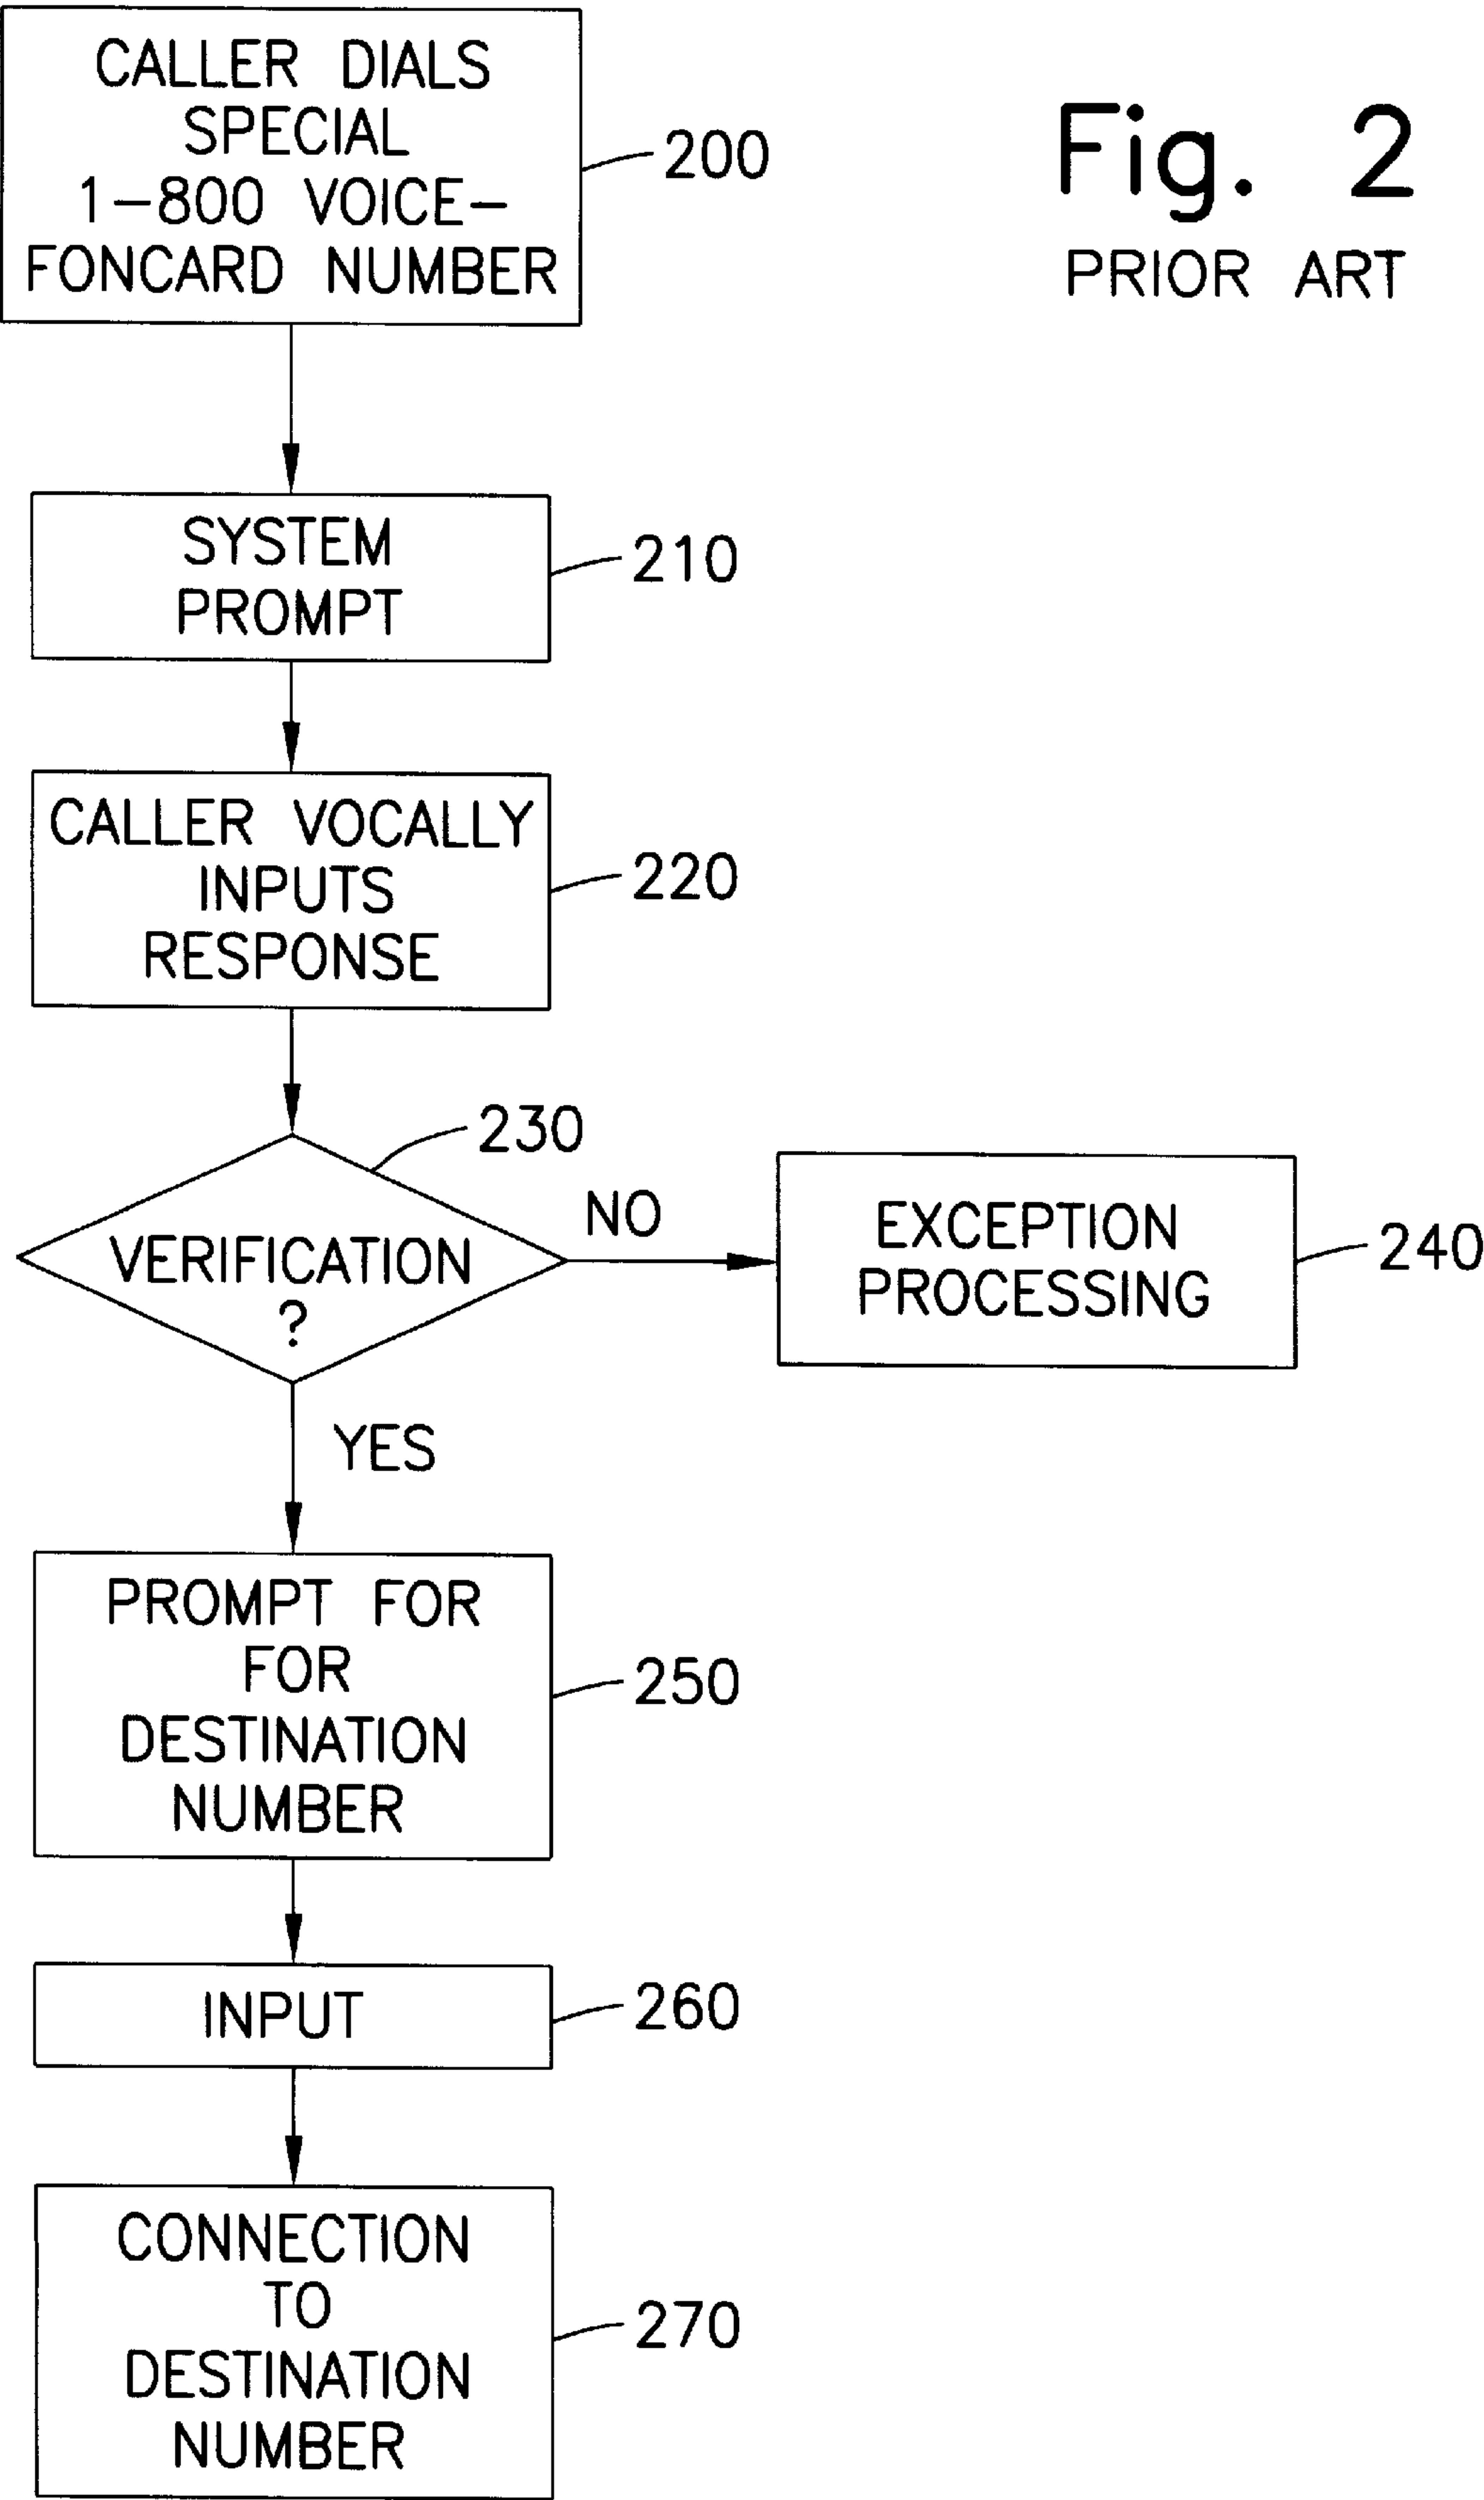 Fig. 2
PRIOR ART
CALLER DIALS
SPECIAL
1-800 VOICE-
FONCARD NUMBER
200
SYSTEM
PROMPT
210
CALLER VOCALLY
INPUTS
RESPONSE
220
230
VERIFICATION
?
NO
EXCEPTION
PROCESSING
240
YES
PROMPT FOR
FOR
DESTINATION
NUMBER
250
INPUT
260
CONNECTION
TO
DESTINATION
NUMBER
270